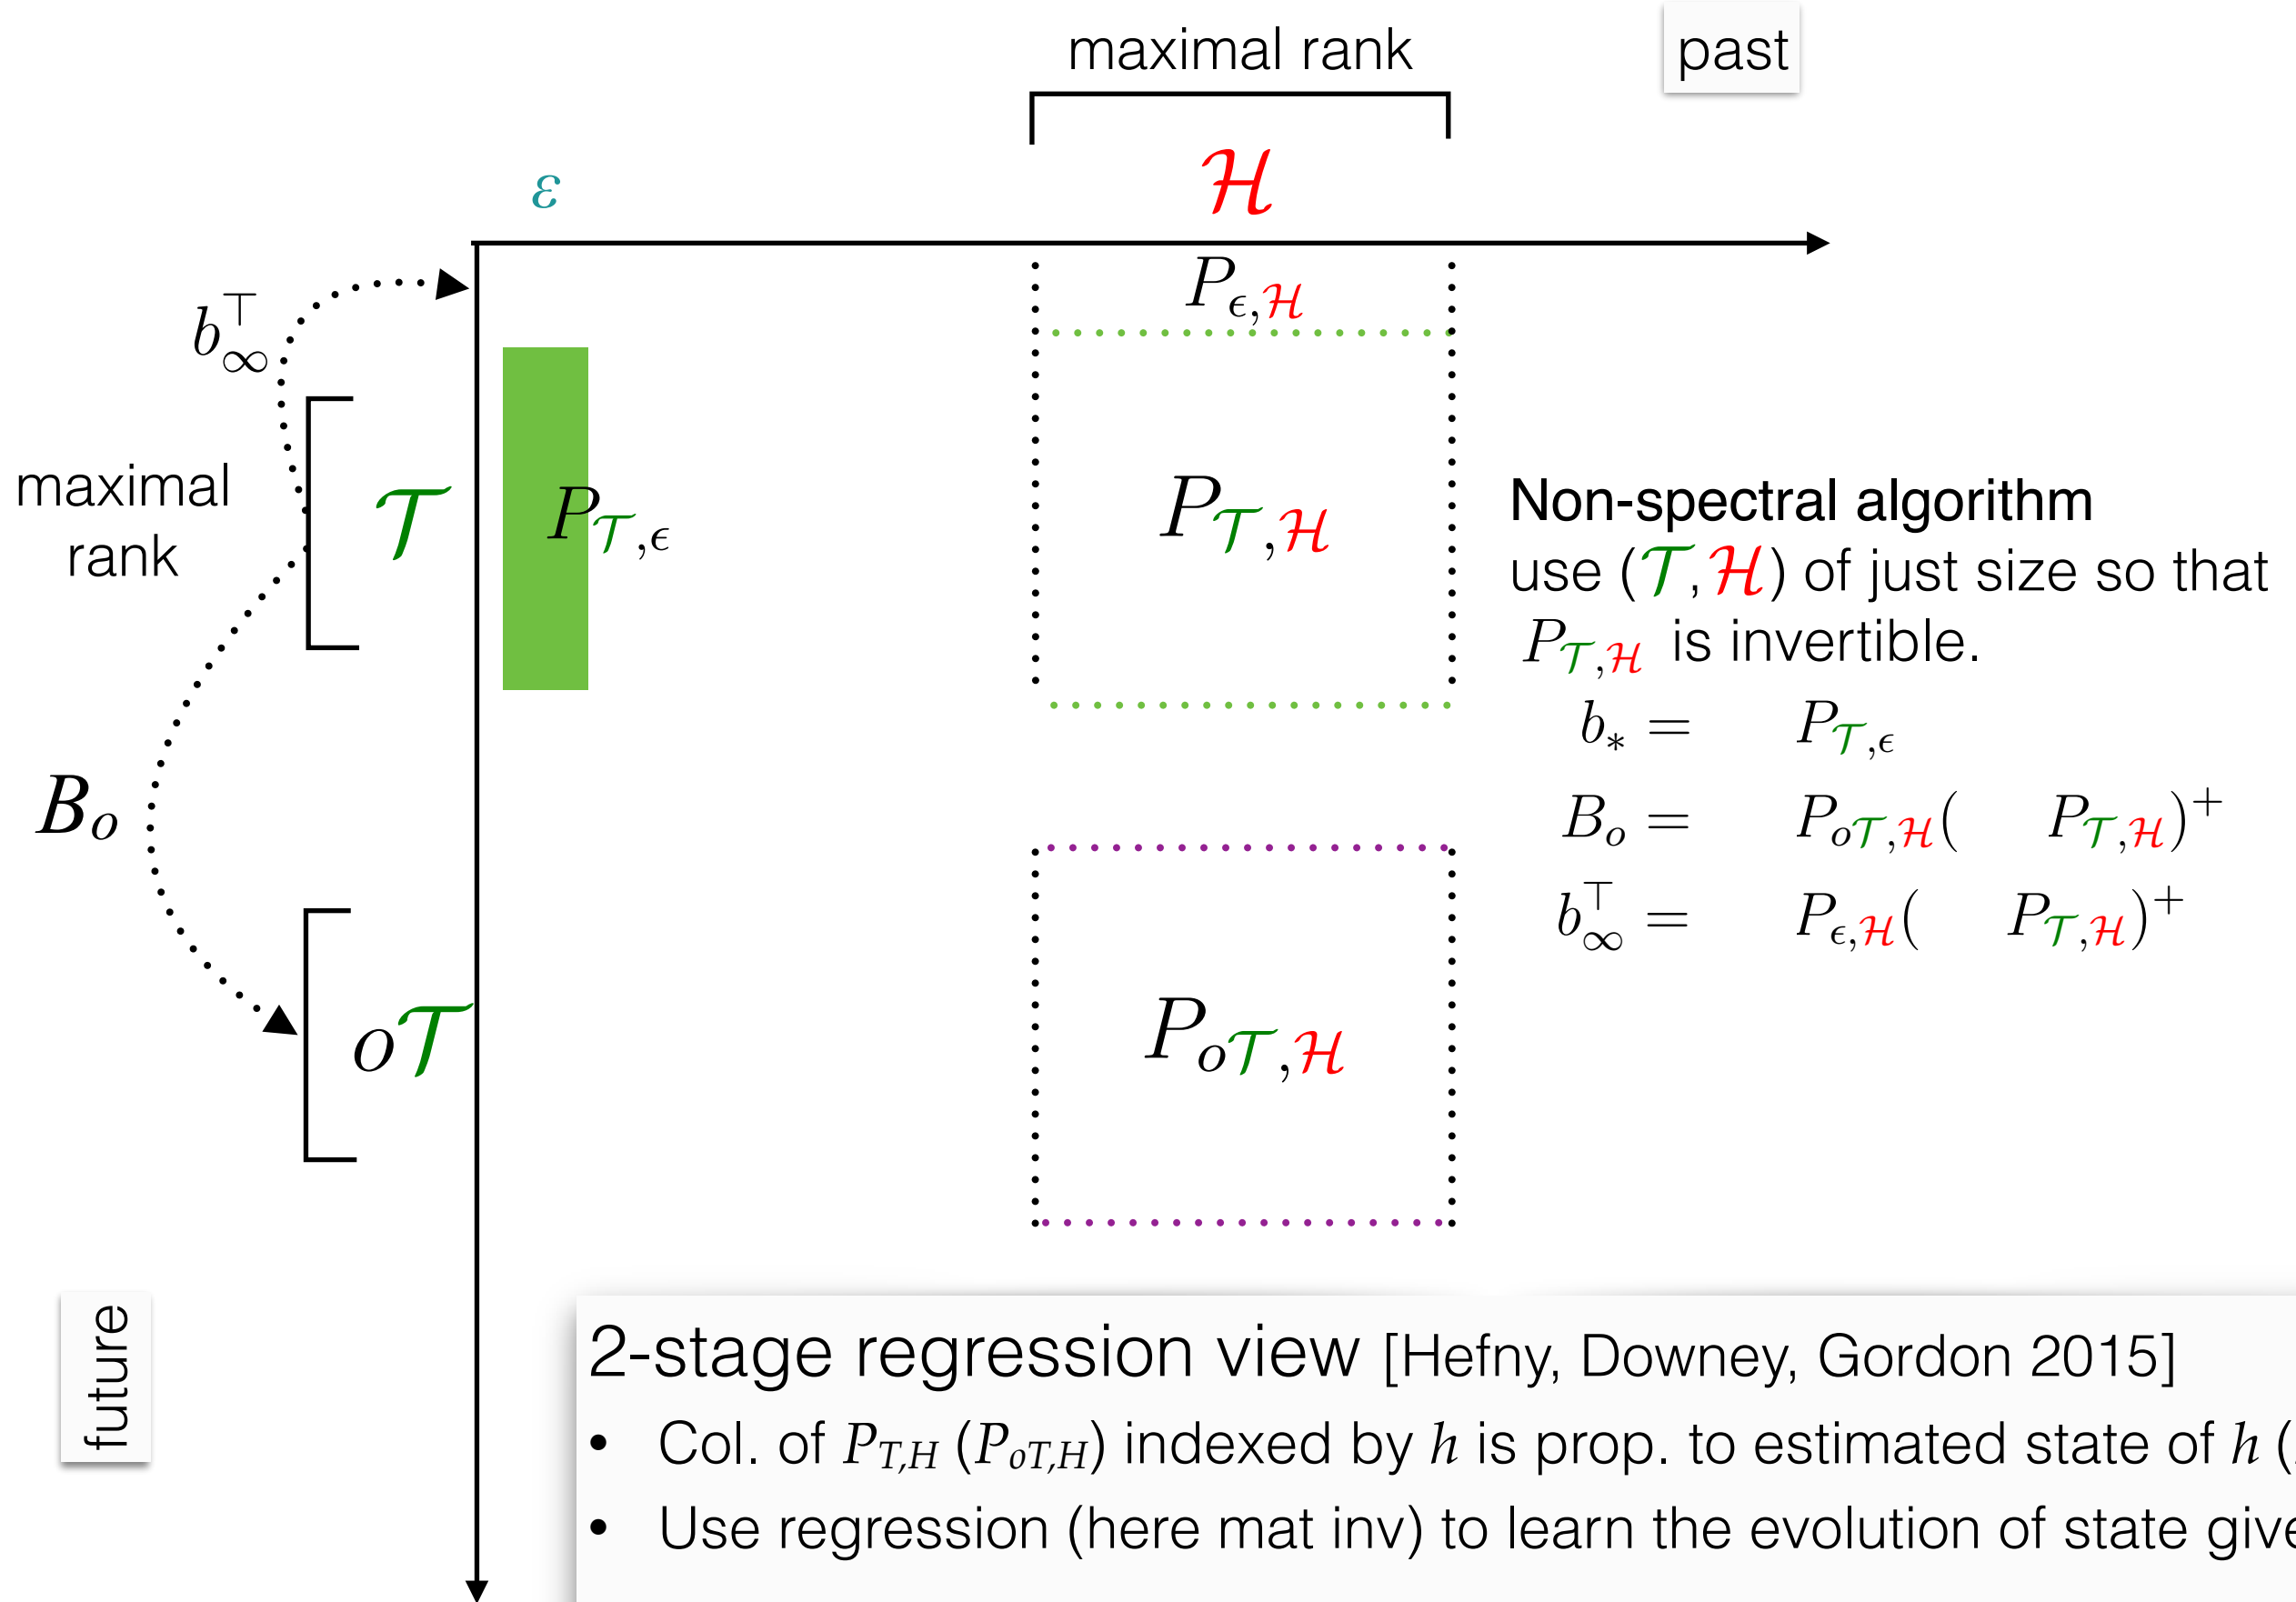 maximal rank
past
ε
ℋ
b_∞^⊤
P_{ϵ,ℋ}
maximal
rank
𝒯
P_{𝒯,ϵ}
P_{𝒯,ℋ}
Non-spectral algorithm
use (𝒯, ℋ) of just size so that
P_{𝒯,ℋ} is invertible.
b_* = P_{𝒯,ϵ}
B_o = P_{o𝒯,ℋ}( P_{𝒯,ℋ})^+
b_∞^⊤ = P_{ϵ,ℋ}( P_{𝒯,ℋ})^+
B_o
o𝒯
P_{o𝒯,ℋ}
future
2-stage regression view [Hefny, Downey, Gordon 2015]
• Col. of P_{T,H} (P_{oT,H}) indexed by h is prop. to estimated state of h (
• Use regression (here mat inv) to learn the evolution of state